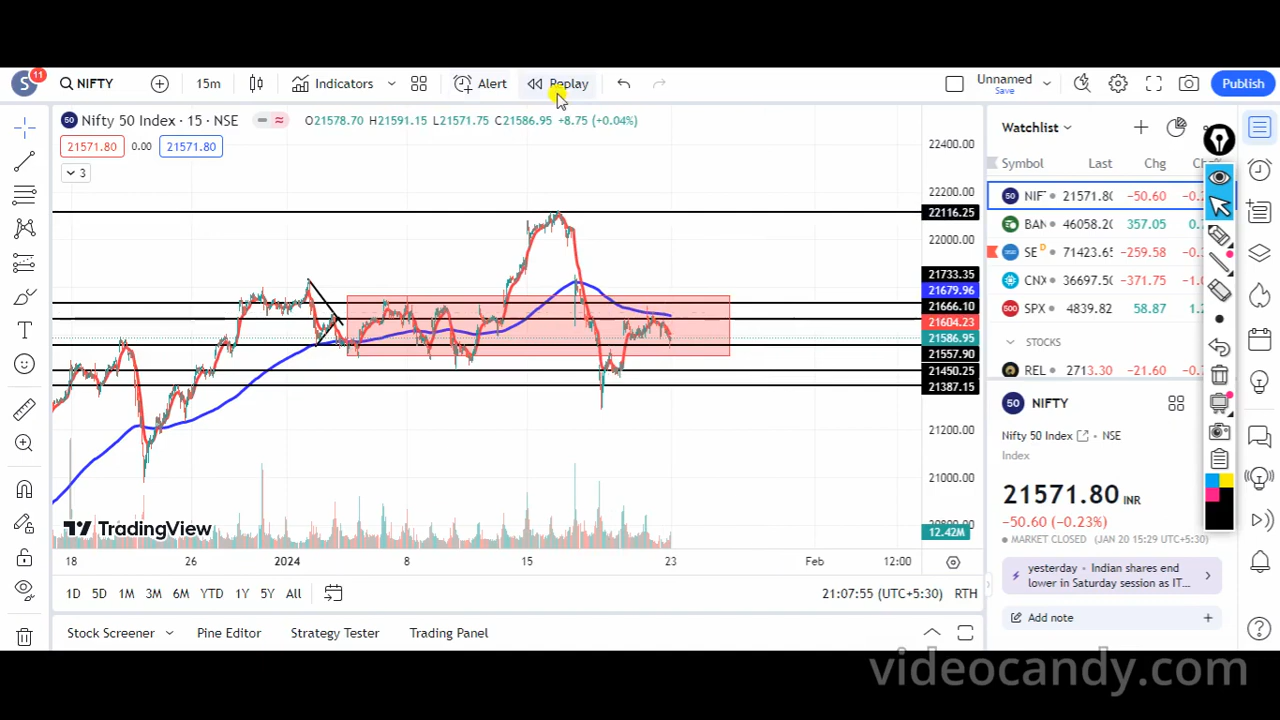 S 11 NIFTY 15m Indicators Alert Replay Unnamed Save Publish
50 Nifty 50 Index · 15 · NSE O21578.70 H21591.15 L21571.75 C21586.95 +8.75 (+0.04%)
21571.80 0.00 21571.80
3
22400.00
22200.00
22116.25
22000.00
21733.35
21679.96
21666.10
21604.23
21586.95
21557.90
21450.25
21387.15
21200.00
21000.00
12.42M
TradingView
18 26 2024 8 15 23 Feb 12:00
1D 5D 1M 3M 6M YTD 1Y 5Y All 21:07:55 (UTC+5:30) RTH
Stock Screener Pine Editor Strategy Tester Trading Panel
Watchlist
Symbol Last Chg
50 21571.80 −50.60
BAN 46058.20 357.05
SE D 71423.65 −259.58
CNX 36697.50 −371.75
500 SPX 4839.82 58.87
STOCKS
REL 2713.30 −21.60
50 NIFTY
Nifty 50 Index · NSE
Index
21571.80 INR
−50.60 (−0.23%)
MARKET CLOSED (JAN 20 15:29 UTC+5:30)
yesterday · Indian shares end
lower in Saturday session as IT...
Add note
videocandy.com